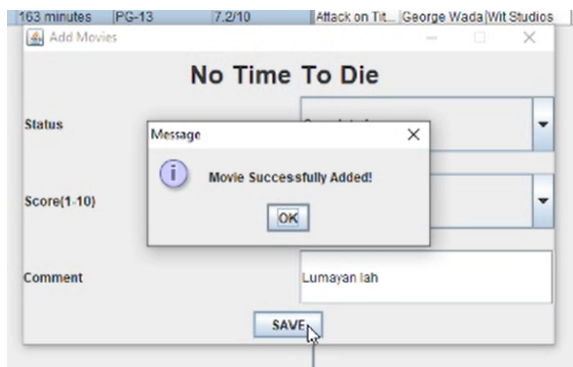 163 minutes PG-13 7.2/10 Attack on Tit... George Wada Wit Studios
Add Movies
No Time To Die
Status
Message
Movie Successfully Added!
Score(1-10)
OK
Comment
Lumayan lah
SAVE